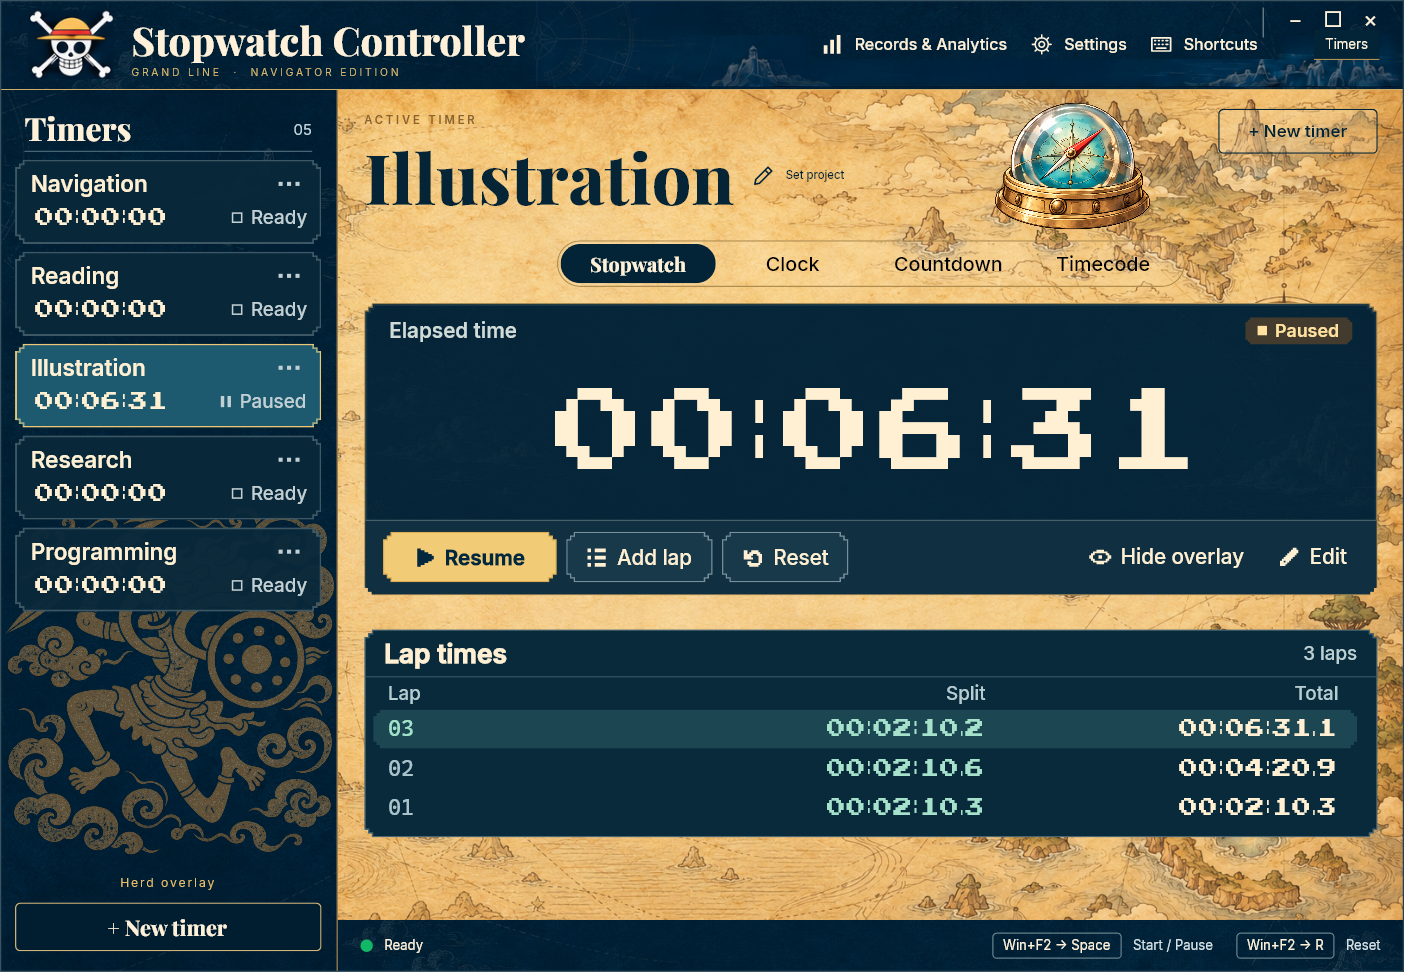 Stopwatch Controller
GRAND LINE · NAVIGATOR EDITION
Records & Analytics
Settings
Shortcuts
Timers
Timers
05
Navigation
00:00:00
Ready
Reading
00:00:00
Ready
Illustration
00:06:31
Paused
Research
00:00:00
Ready
Programming
00:00:00
Ready
Herd overlay
+ New timer
ACTIVE TIMER
Illustration
Set project
+ New timer
Stopwatch
Clock
Countdown
Timecode
Elapsed time
Paused
00:06:31
Resume
Add lap
Reset
Hide overlay
Edit
Lap times
3 laps
Lap Split Total
03 00:02:10.2 00:06:31.1
02 00:02:10.6 00:04:20.9
01 00:02:10.3 00:02:10.3
Ready
Win+F2 → Space
Start / Pause
Win+F2 → R
Reset